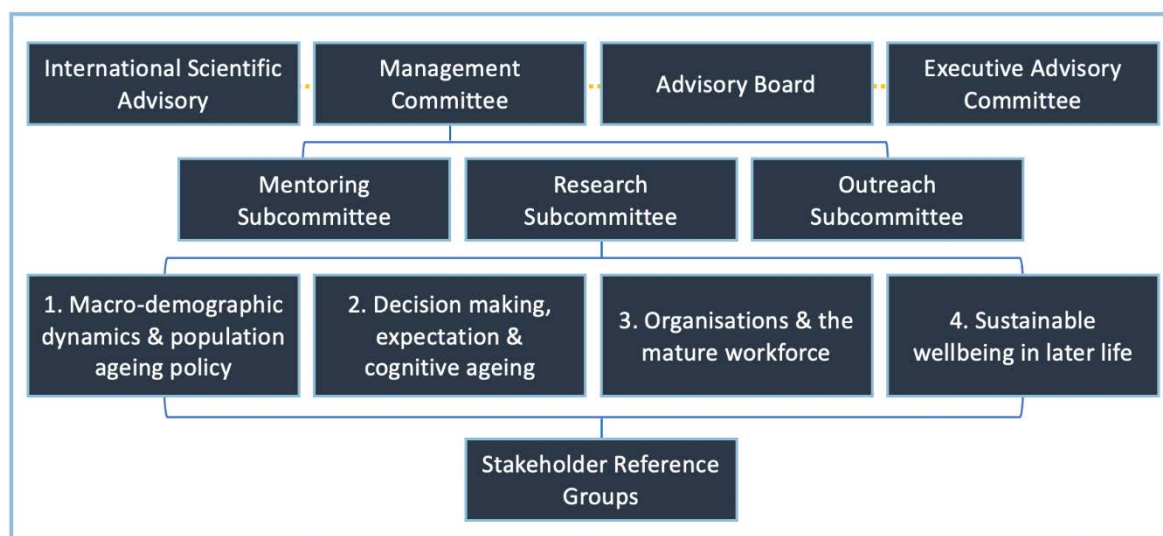 International Scientific
Advisory
Management
Committee
Advisory Board
Executive Advisory
Committee
Mentoring
Subcommittee
Research
Subcommittee
Outreach
Subcommittee
1. Macro-demographic
dynamics & population
ageing policy
2. Decision making,
expectation &
cognitive ageing
3. Organisations & the
mature workforce
4. Sustainable
wellbeing in later life
Stakeholder Reference
Groups